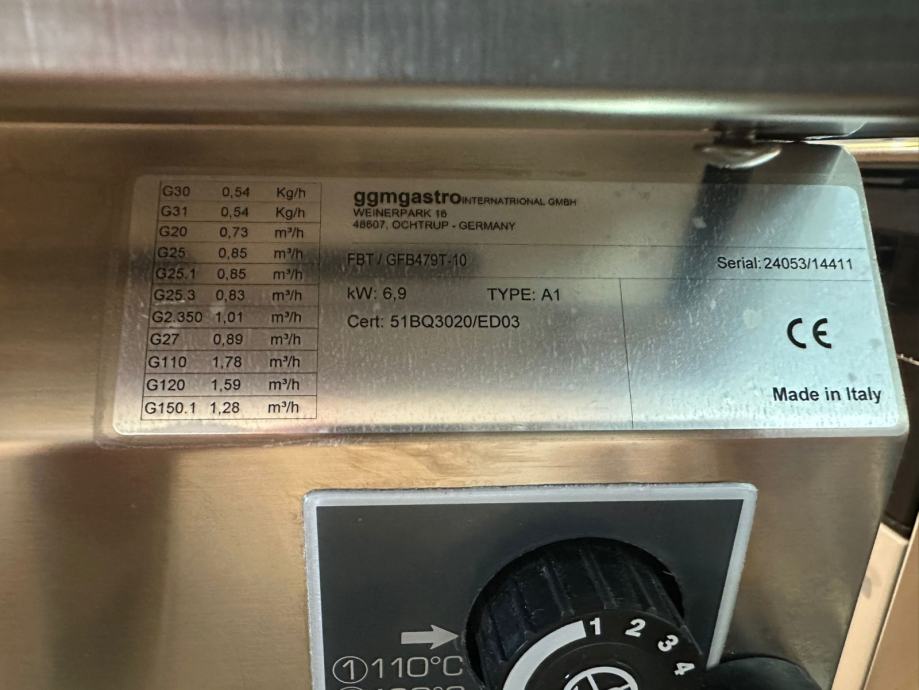 G30 0,54 Kg/h
G31 0,54 Kg/h
G20 0,73 m³/h
G25 0,85 m³/h
G25.1 0,85 m³/h
G25.3 0,83 m³/h
G2.350 1,01 m³/h
G27 0,89 m³/h
G110 1,78 m³/h
G120 1,59 m³/h
G150.1 1,28 m³/h
ggmgastro INTERNATRIONAL GMBH
WEINERPARK 16
48607, OCHTRUP - GERMANY
FBT / GFB479T-10
Serial: 24053/14411
kW: 6,9 TYPE: A1
Cert: 51BQ3020/ED03
CE
Made in Italy
1 2 3 4
① 110°C